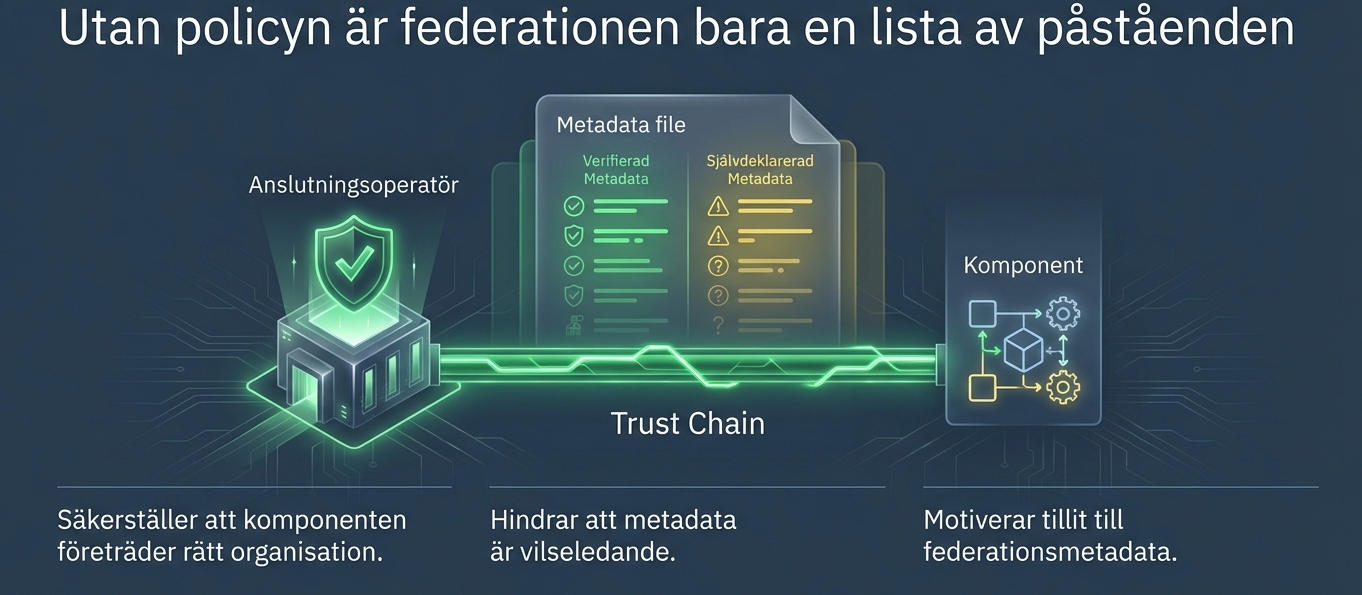 Utan policyn är federationen bara en lista av påståenden
Metadata file
Verifierad
Metadata
Självdeklarerad
Metadata
Anslutningsoperatör
Komponent
Trust Chain
Säkerställer att komponenten
företräder rätt organisation.
Hindrar att metadata
är vilseledande.
Motiverar tillit till
federationsmetadata.